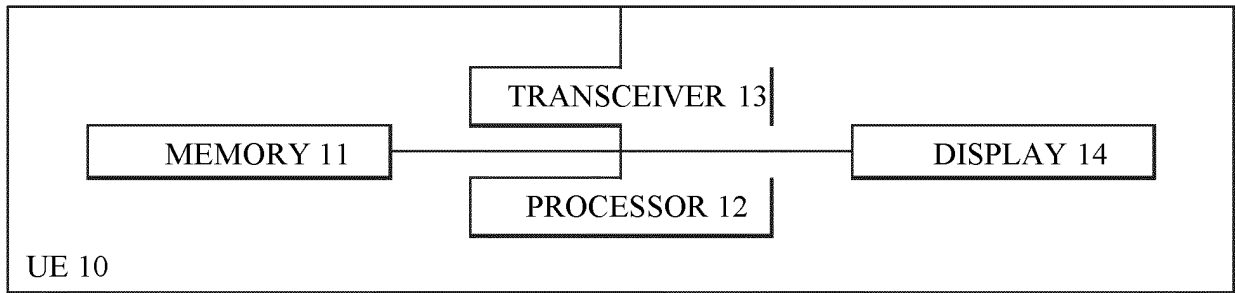 TRANSCEIVER 13
MEMORY 11
DISPLAY 14
PROCESSOR 12
UE 10